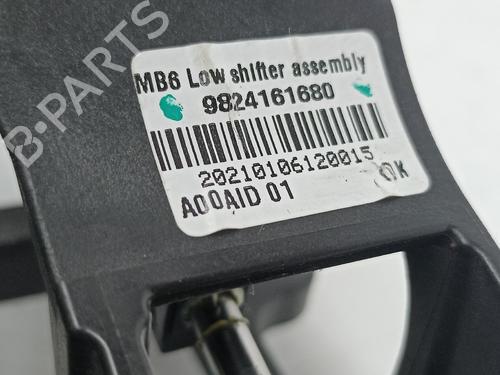 B-PARTS
MB6 Low shifter assembly
9824161680
20210106120015
A00AID 01 OK